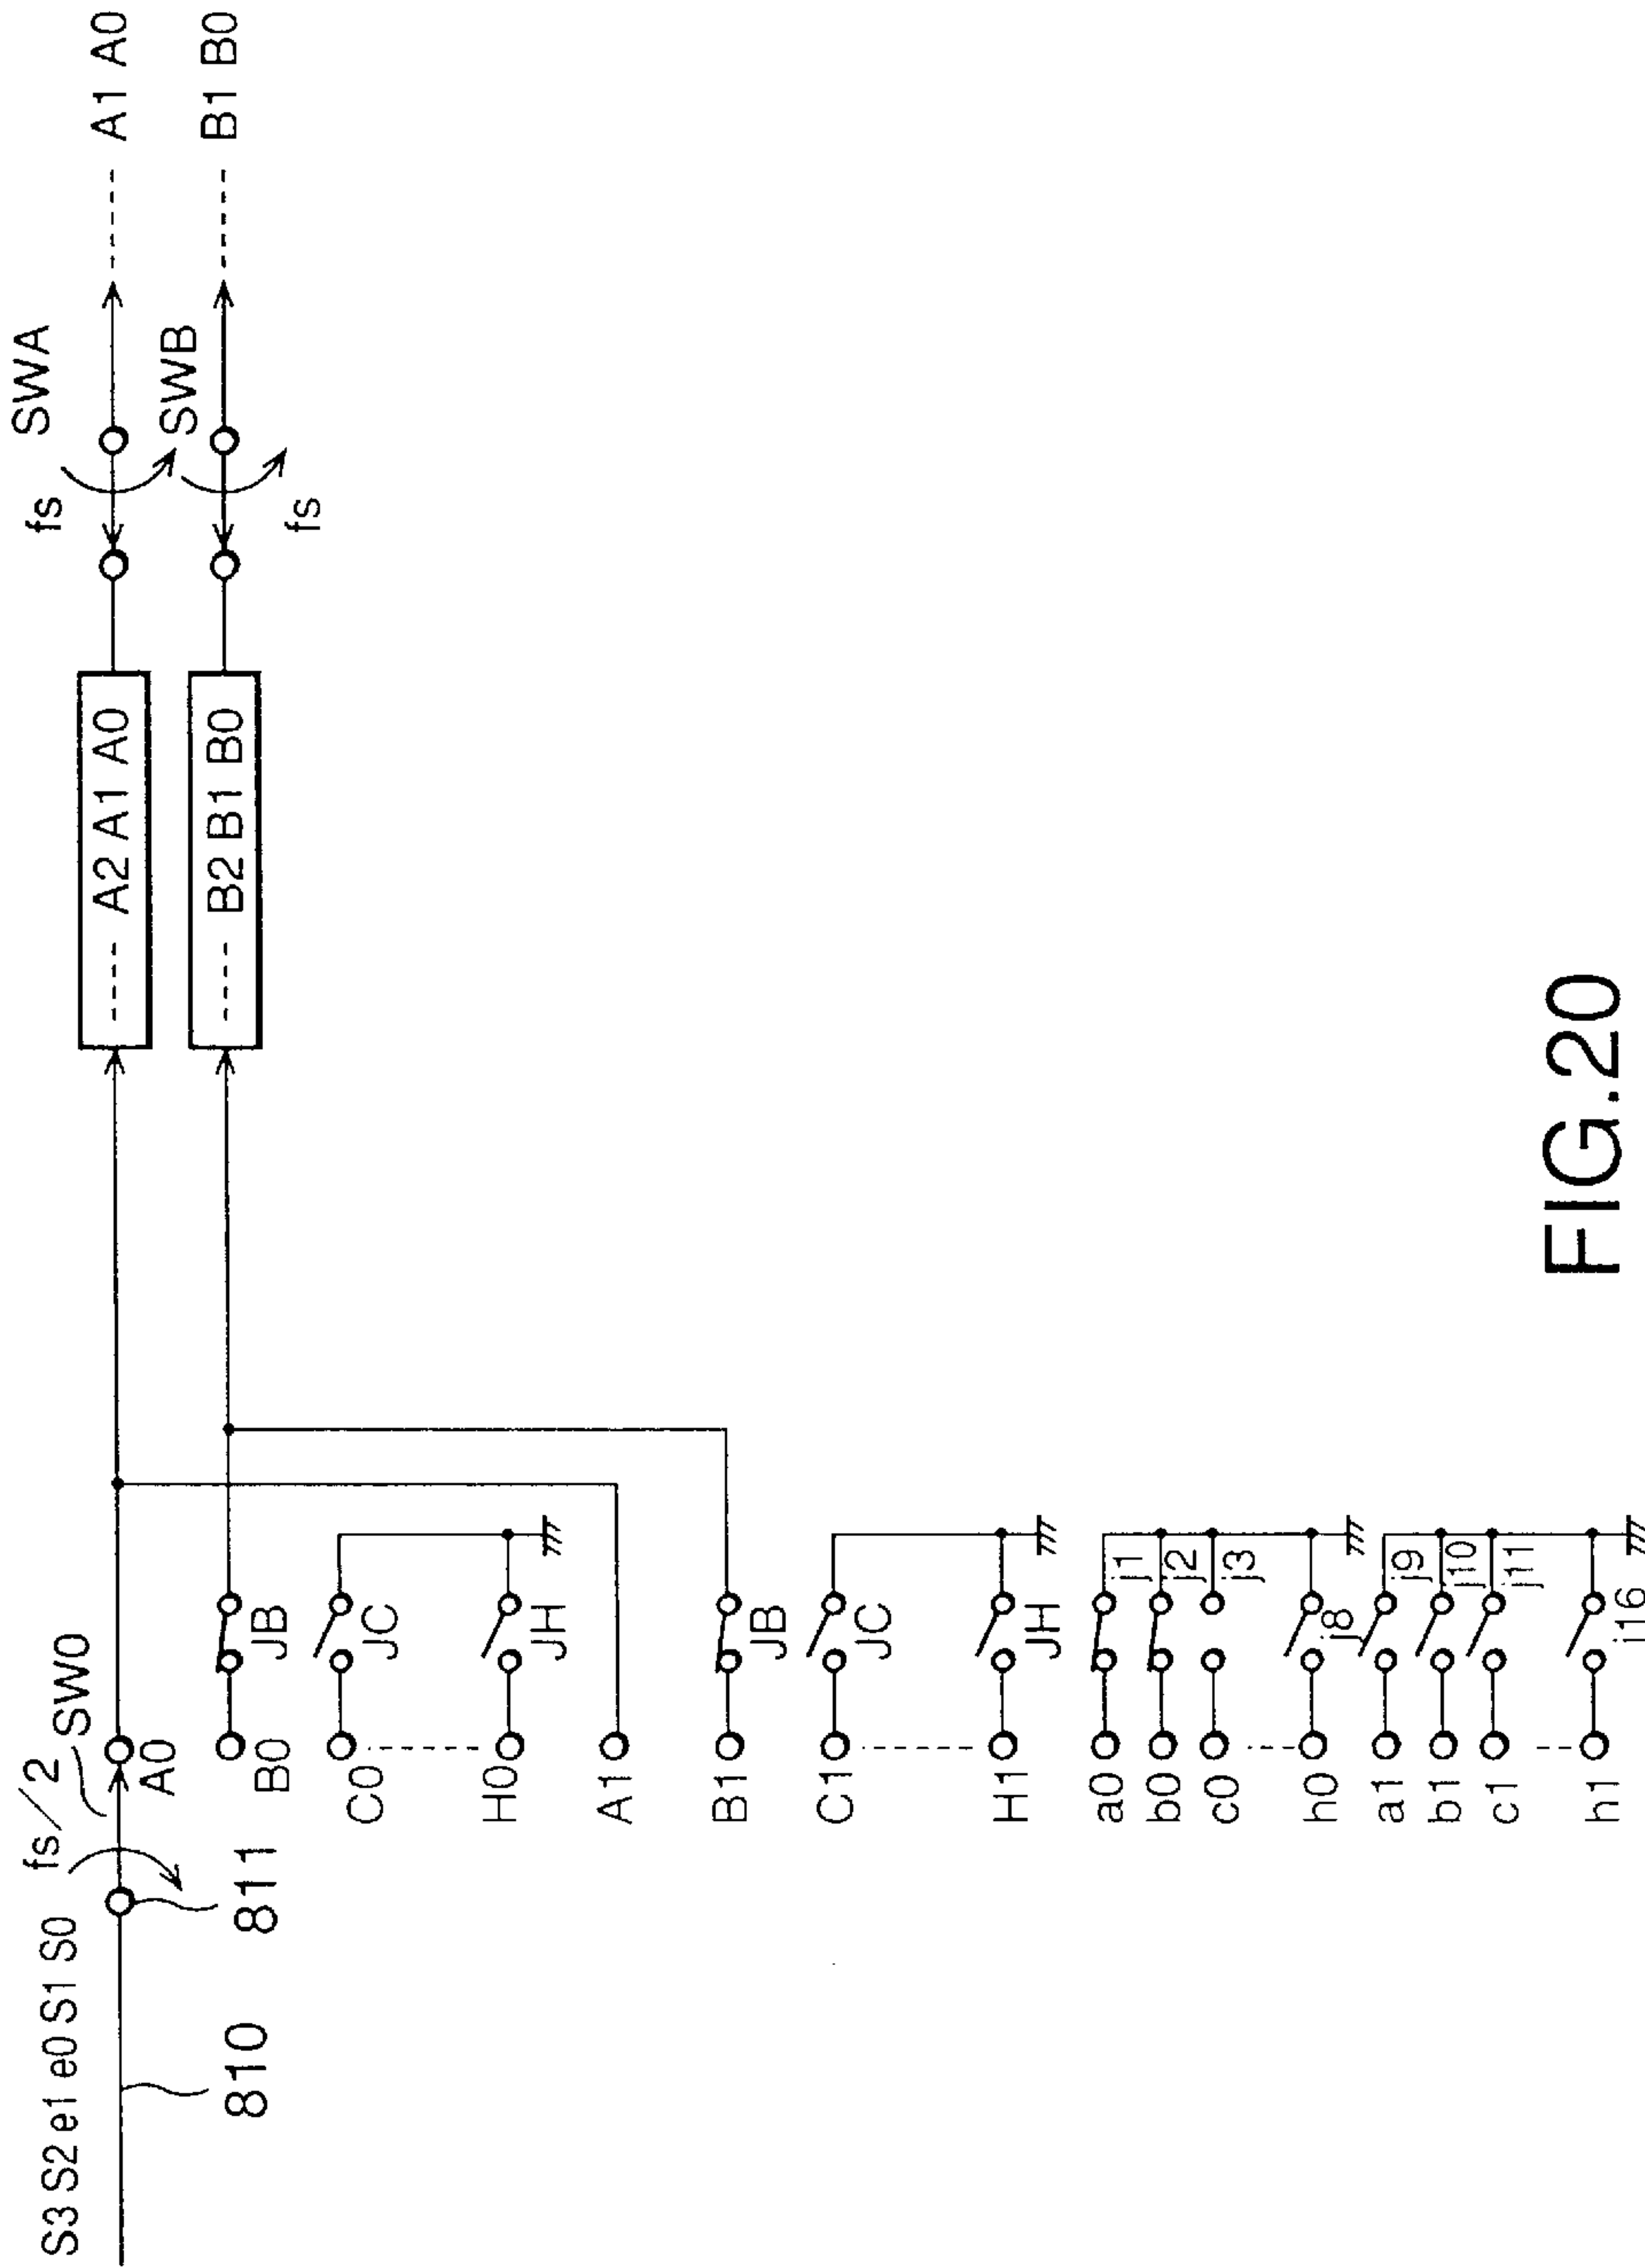 S3 S2 e1 e0 S1 S0
fs/2
SW0
810
811
A0
B0
JB
C0
JC
H0
JH
A1
B1
JB
C1
JC
H1
JH
a0
j1
b0
j2
c0
j3
h0
j8
a1
j9
b1
j10
c1
j11
h1
j16
---- A2 A1 A0
---- B2 B1 B0
fs
SWA
SWB
fs
---- A1 A0
---- B1 B0
FIG.20